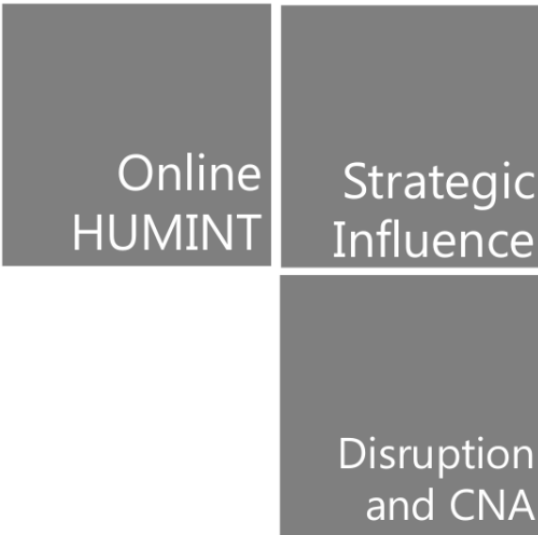 Online
HUMINT
Strategic
Influence
Disruption
and CNA